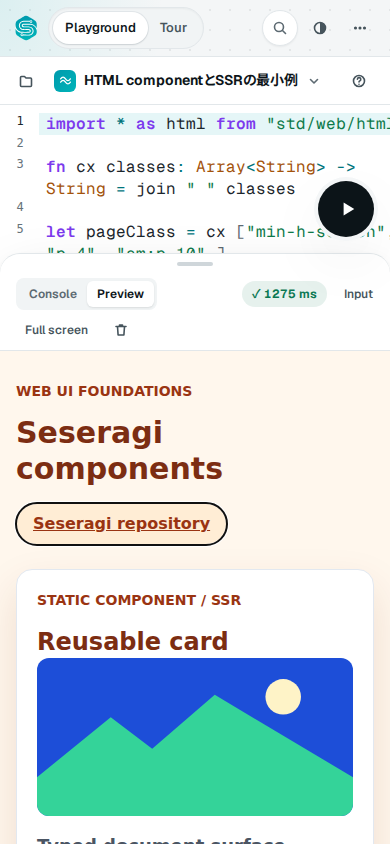 Playground Tour
HTML componentとSSRの最小例
1 import * as html from "std/web/html
2
3 fn cx classes: Array<String> ->
String = join " " classes
4
5 let pageClass = cx ["min-h-s
Console Preview ✓ 1275 ms Input
Full screen
WEB UI FOUNDATIONS
Seseragi
components
Seseragi repository
STATIC COMPONENT / SSR
Reusable card
Typed document surface